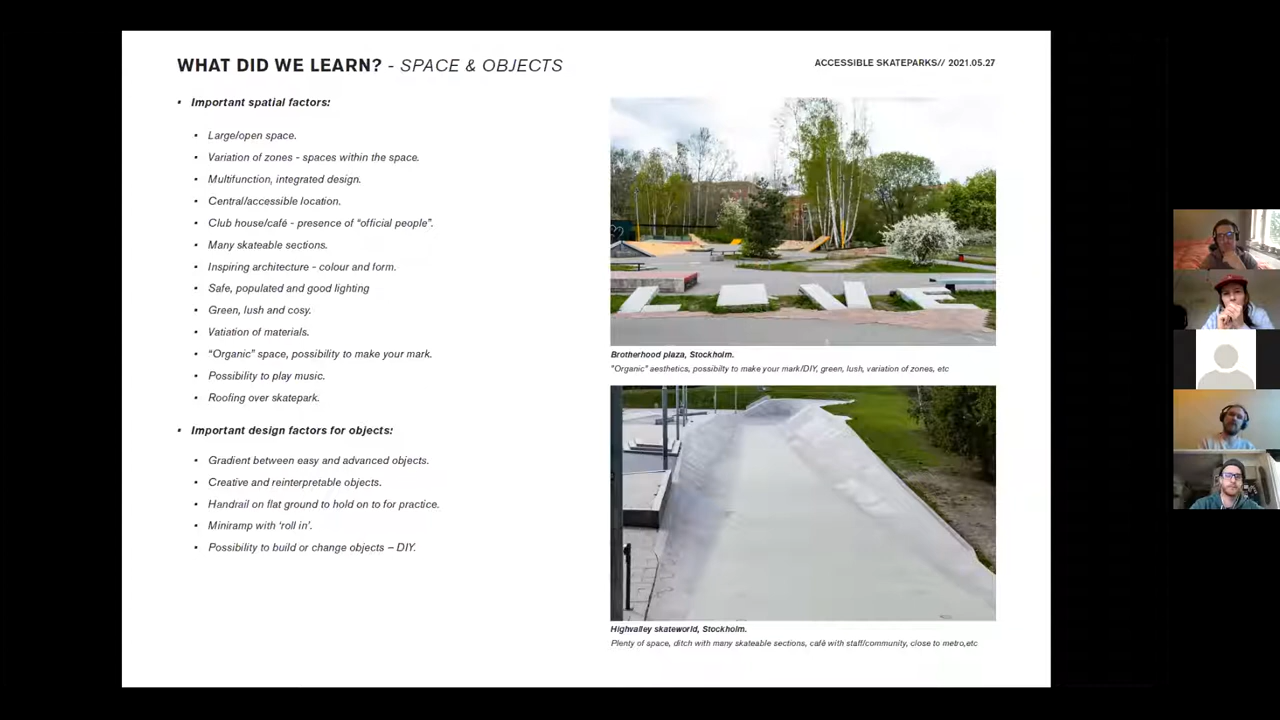 WHAT DID WE LEARN? - SPACE & OBJECTS
ACCESSIBLE SKATEPARKS// 2021.05.27
▪ Important spatial factors:
▪ Large/open space.
▪ Variation of zones - spaces within the space.
▪ Multifunction, integrated design.
▪ Central/accessible location.
▪ Club house/café - presence of “official people”.
▪ Many skateable sections.
▪ Inspiring architecture - colour and form.
▪ Safe, populated and good lighting
▪ Green, lush and cosy.
▪ Vatiation of materials.
▪ “Organic” space, possibility to make your mark.
▪ Possibility to play music.
▪ Roofing over skatepark.
▪ Important design factors for objects:
▪ Gradient between easy and advanced objects.
▪ Creative and reinterpretable objects.
▪ Handrail on flat ground to hold on to for practice.
▪ Miniramp with ‘roll in’.
▪ Possibility to build or change objects – DIY.
Brotherhood plaza, Stockholm.
"Organic" aesthetics, possibilty to make your mark/DIY, green, lush, variation of zones, etc
Highvalley skateworld, Stockholm.
Plenty of space, ditch with many skateable sections, café with staff/community, close to metro,etc